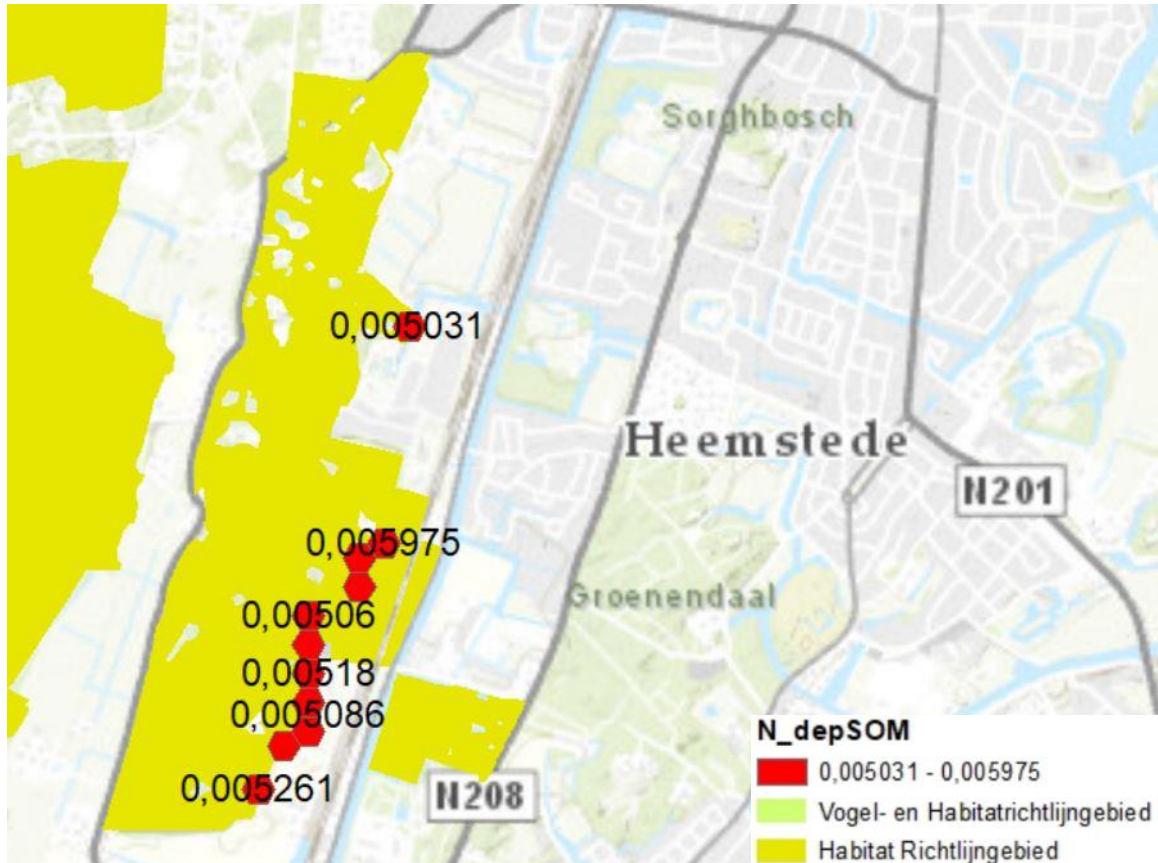 Sorghbosch
0,005031
Heemstede
N201
0,005975
Groenendaal
0,00506
0,00518
0,005086
0,005261
N208
N_depSOM
0,005031 - 0,005975
Vogel- en Habitatrichtlijngebied
Habitat Richtlijngebied